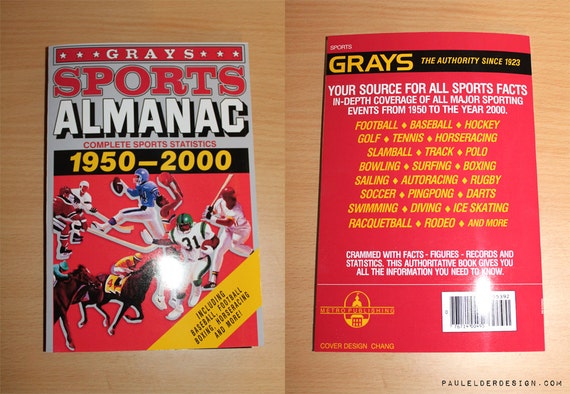 ★ ★ ★ GRAYS ★ ★ ★
SPORTS
ALMANAC
COMPLETE SPORTS STATISTICS
1950—2000
31
INCLUDING
BASEBALL, FOOTBALL
BOXING, HORSERACING
AND MORE!
SPORTS
GRAYS THE AUTHORITY SINCE 1923
YOUR SOURCE FOR ALL SPORTS FACTS
IN-DEPTH COVERAGE OF ALL MAJOR SPORTING
EVENTS FROM 1950 TO THE YEAR 2000.
FOOTBALL ♦ BASEBALL ♦ HOCKEY
GOLF ♦ TENNIS ♦ HORSERACING
SLAMBALL ♦ TRACK ♦ POLO
BOWLING ♦ SURFING ♦ BOXING
SAILING ♦ AUTORACING ♦ RUGBY
SOCCER ♦ PINGPONG ♦ DARTS
SWIMMING ♦ DIVING ♦ ICE SKATING
RACQUETBALL ♦ RODEO ♦ AND MORE
CRAMMED WITH FACTS - FIGURES - RECORDS AND
STATISTICS. THIS AUTHORITATIVE BOOK GIVES YOU
ALL THE INFORMATION YOU NEED TO KNOW.
METRO PUBLISHING
COVER DESIGN CHANG
PAULELDERDESIGN.COM